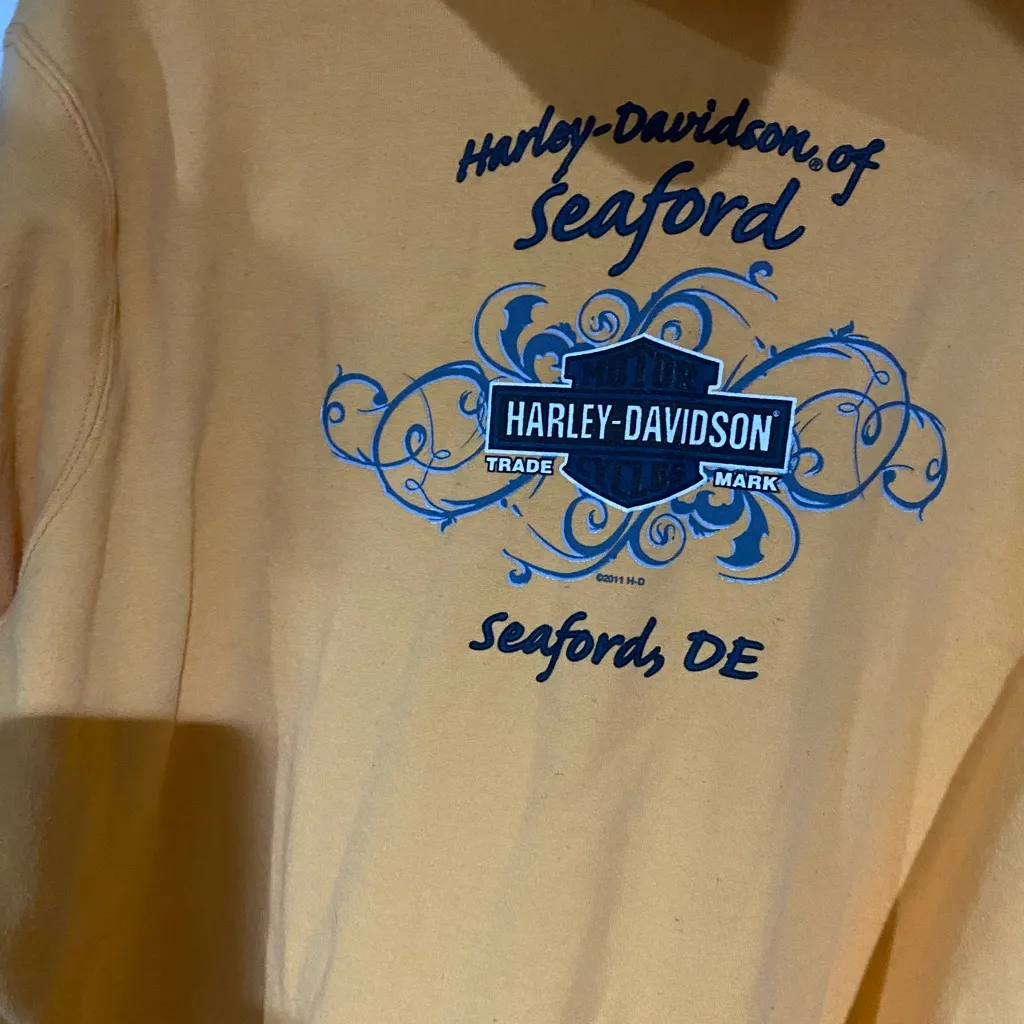 Harley-Davidson® of
Seaford
MOTOR
HARLEY-DAVIDSON®
CYCLES
TRADE MARK
©2011 H-D
Seaford, DE